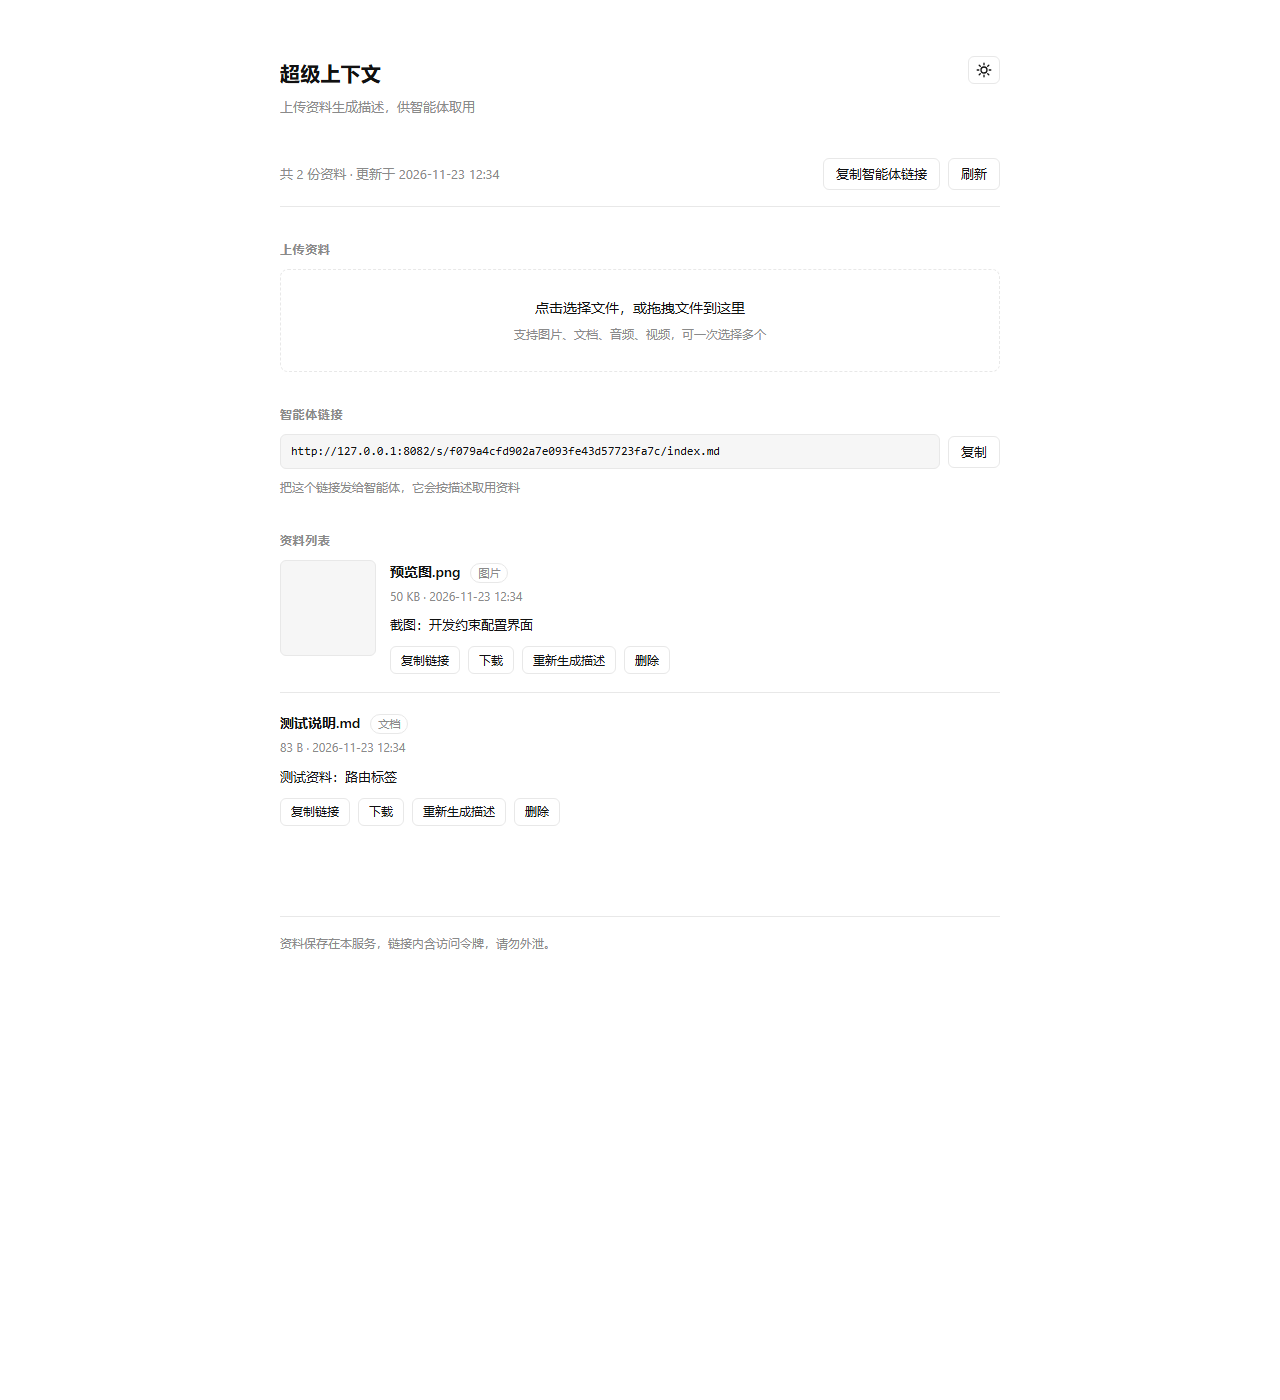 超级上下文
上传资料生成描述，供智能体取用
共 2 份资料 · 更新于 2026-11-23 12:34
复制智能体链接
刷新
上传资料
点击选择文件，或拖拽文件到这里
支持图片、文档、音频、视频，可一次选择多个
智能体链接
http://127.0.0.1:8082/s/f079a4cfd902a7e093fe43d57723fa7c/index.md
复制
把这个链接发给智能体，它会按描述取用资料
资料列表
预览图.png 图片
50 KB · 2026-11-23 12:34
截图：开发约束配置界面
复制链接 下载 重新生成描述 删除
测试说明.md 文档
83 B · 2026-11-23 12:34
测试资料：路由标签
复制链接 下载 重新生成描述 删除
资料保存在本服务，链接内含访问令牌，请勿外泄。